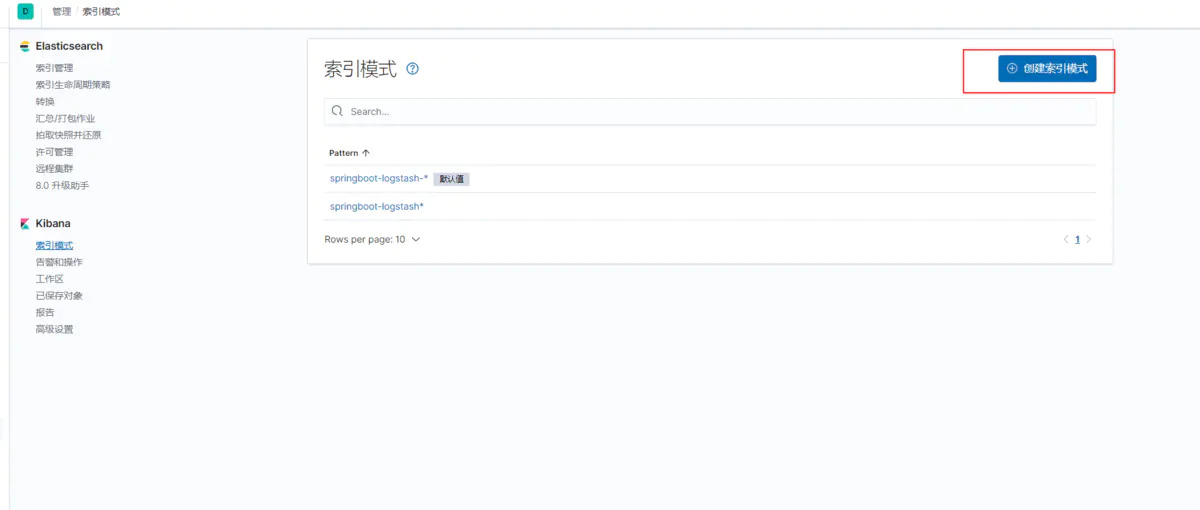 D 管理 / 索引模式
Elasticsearch
索引管理
索引生命周期策略
转换
汇总/打包作业
拍取快照并还原
许可管理
远程集群
8.0 升级助手
Kibana
索引模式
告警和操作
工作区
已保存对象
报告
高级设置
索引模式
创建索引模式
Search...
Pattern
springboot-logstash-* 默认值
springboot-logstash*
Rows per page: 10
1